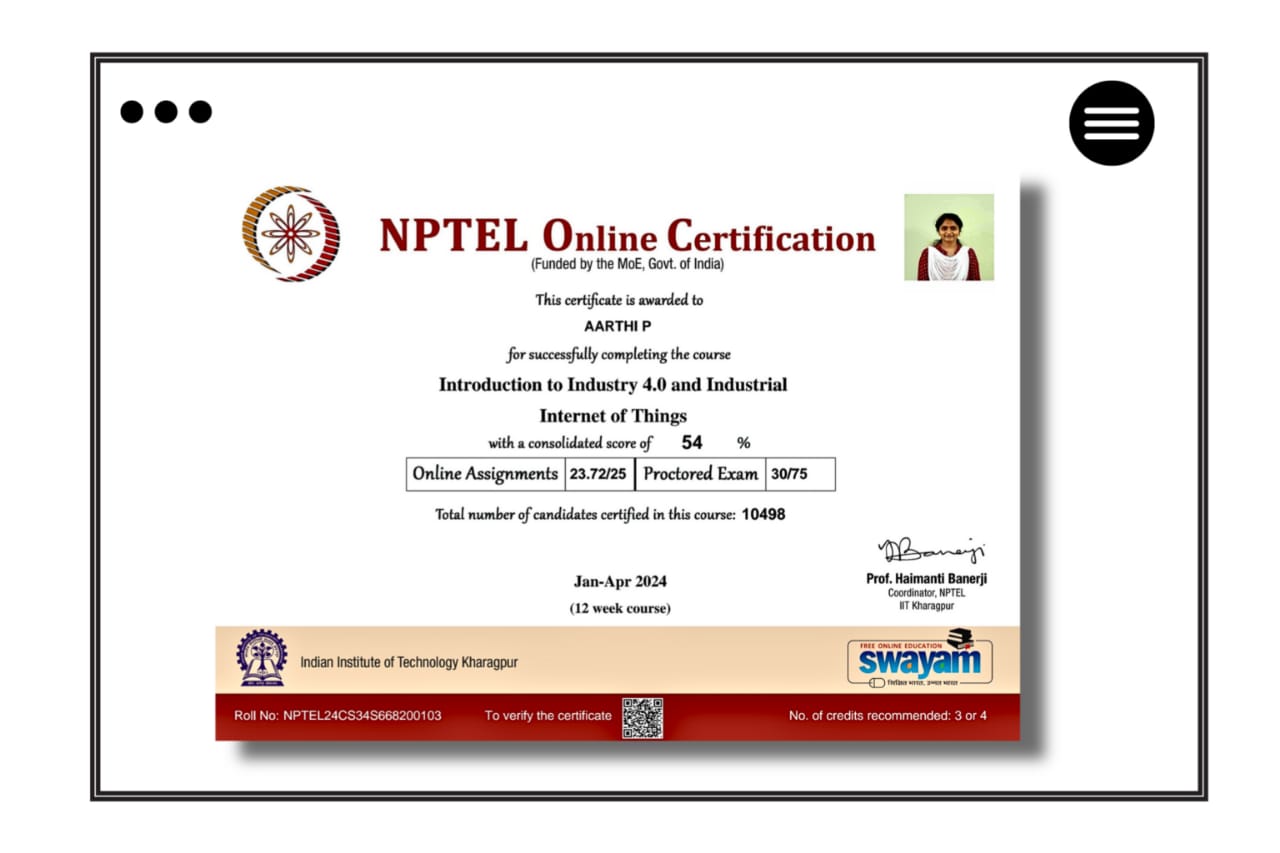 NPTEL Online Certification
(Funded by the MoE, Govt. of India)
This certificate is awarded to
AARTHI P
for successfully completing the course
Introduction to Industry 4.0 and Industrial
Internet of Things
with a consolidated score of 54 %
Online Assignments 23.72/25 Proctored Exam 30/75
Total number of candidates certified in this course: 10498
Jan-Apr 2024
(12 week course)
Prof. Haimanti Banerji
Coordinator, NPTEL
IIT Kharagpur
Indian Institute of Technology Kharagpur
FREE ONLINE EDUCATION
swayam
शिक्षित भारत, उन्नत भारत
Roll No: NPTEL24CS34S668200103 To verify the certificate No. of credits recommended: 3 or 4